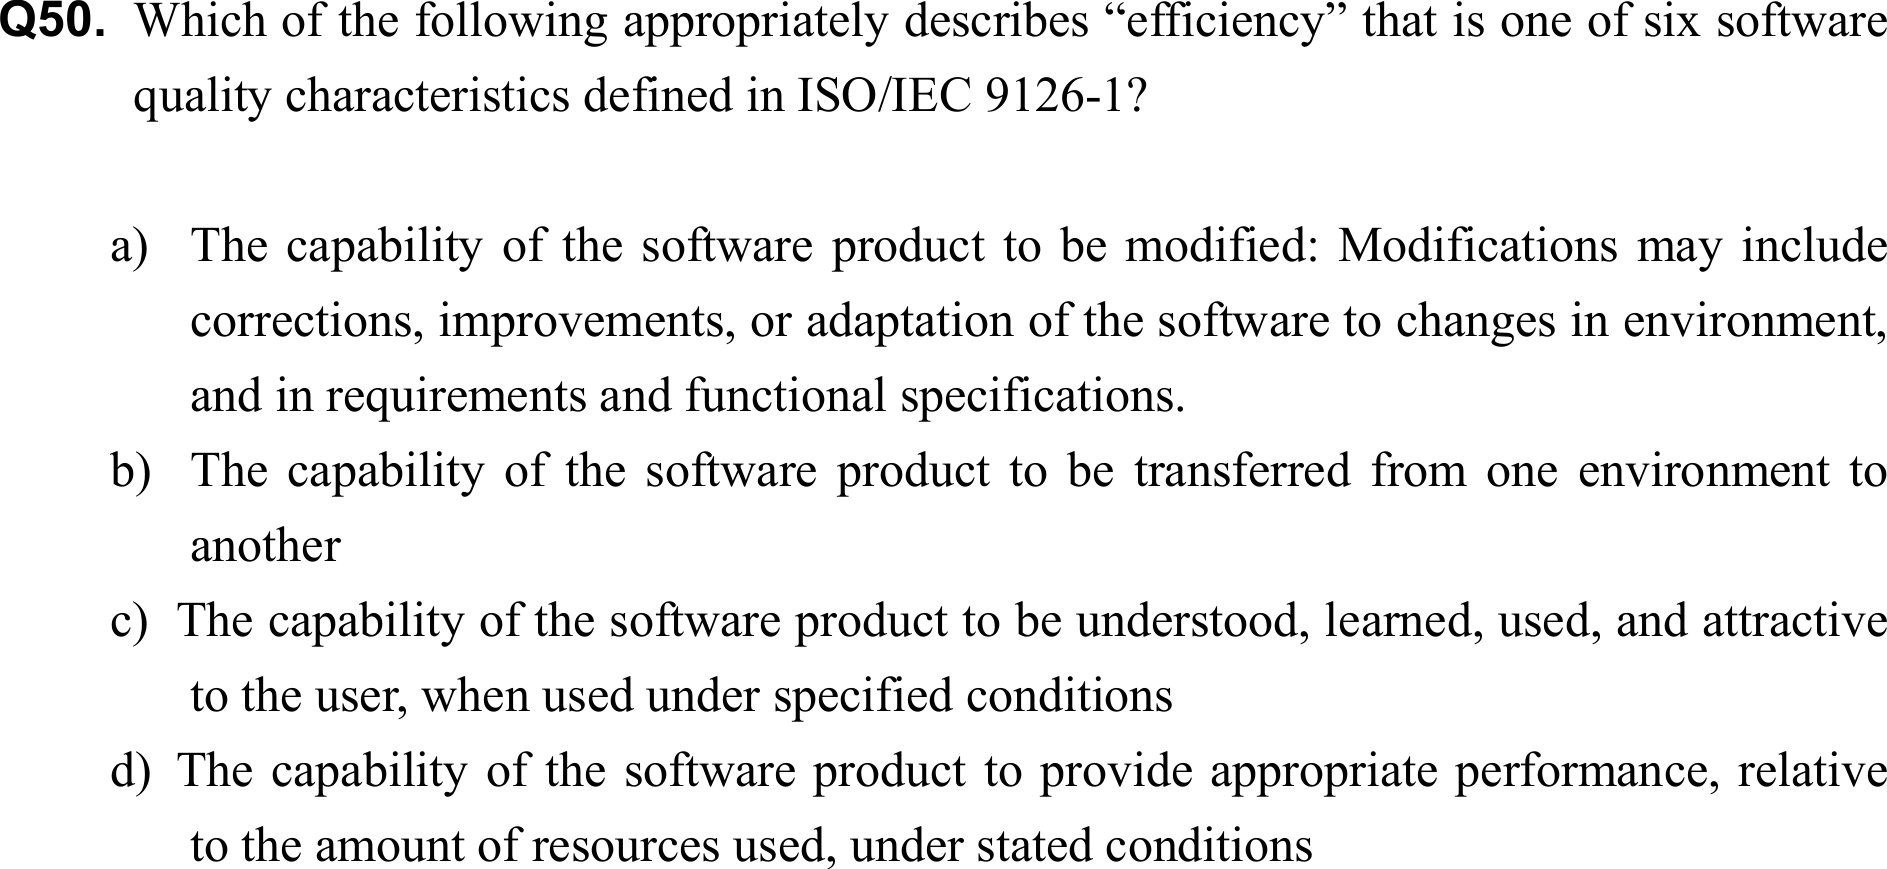 Q50. Which of the following appropriately describes “efficiency” that is one of six software
quality characteristics defined in ISO/IEC 9126-1?
a) The capability of the software product to be modified: Modifications may include
corrections, improvements, or adaptation of the software to changes in environment,
and in requirements and functional specifications.
b) The capability of the software product to be transferred from one environment to
another
c) The capability of the software product to be understood, learned, used, and attractive
to the user, when used under specified conditions
d) The capability of the software product to provide appropriate performance, relative
to the amount of resources used, under stated conditions